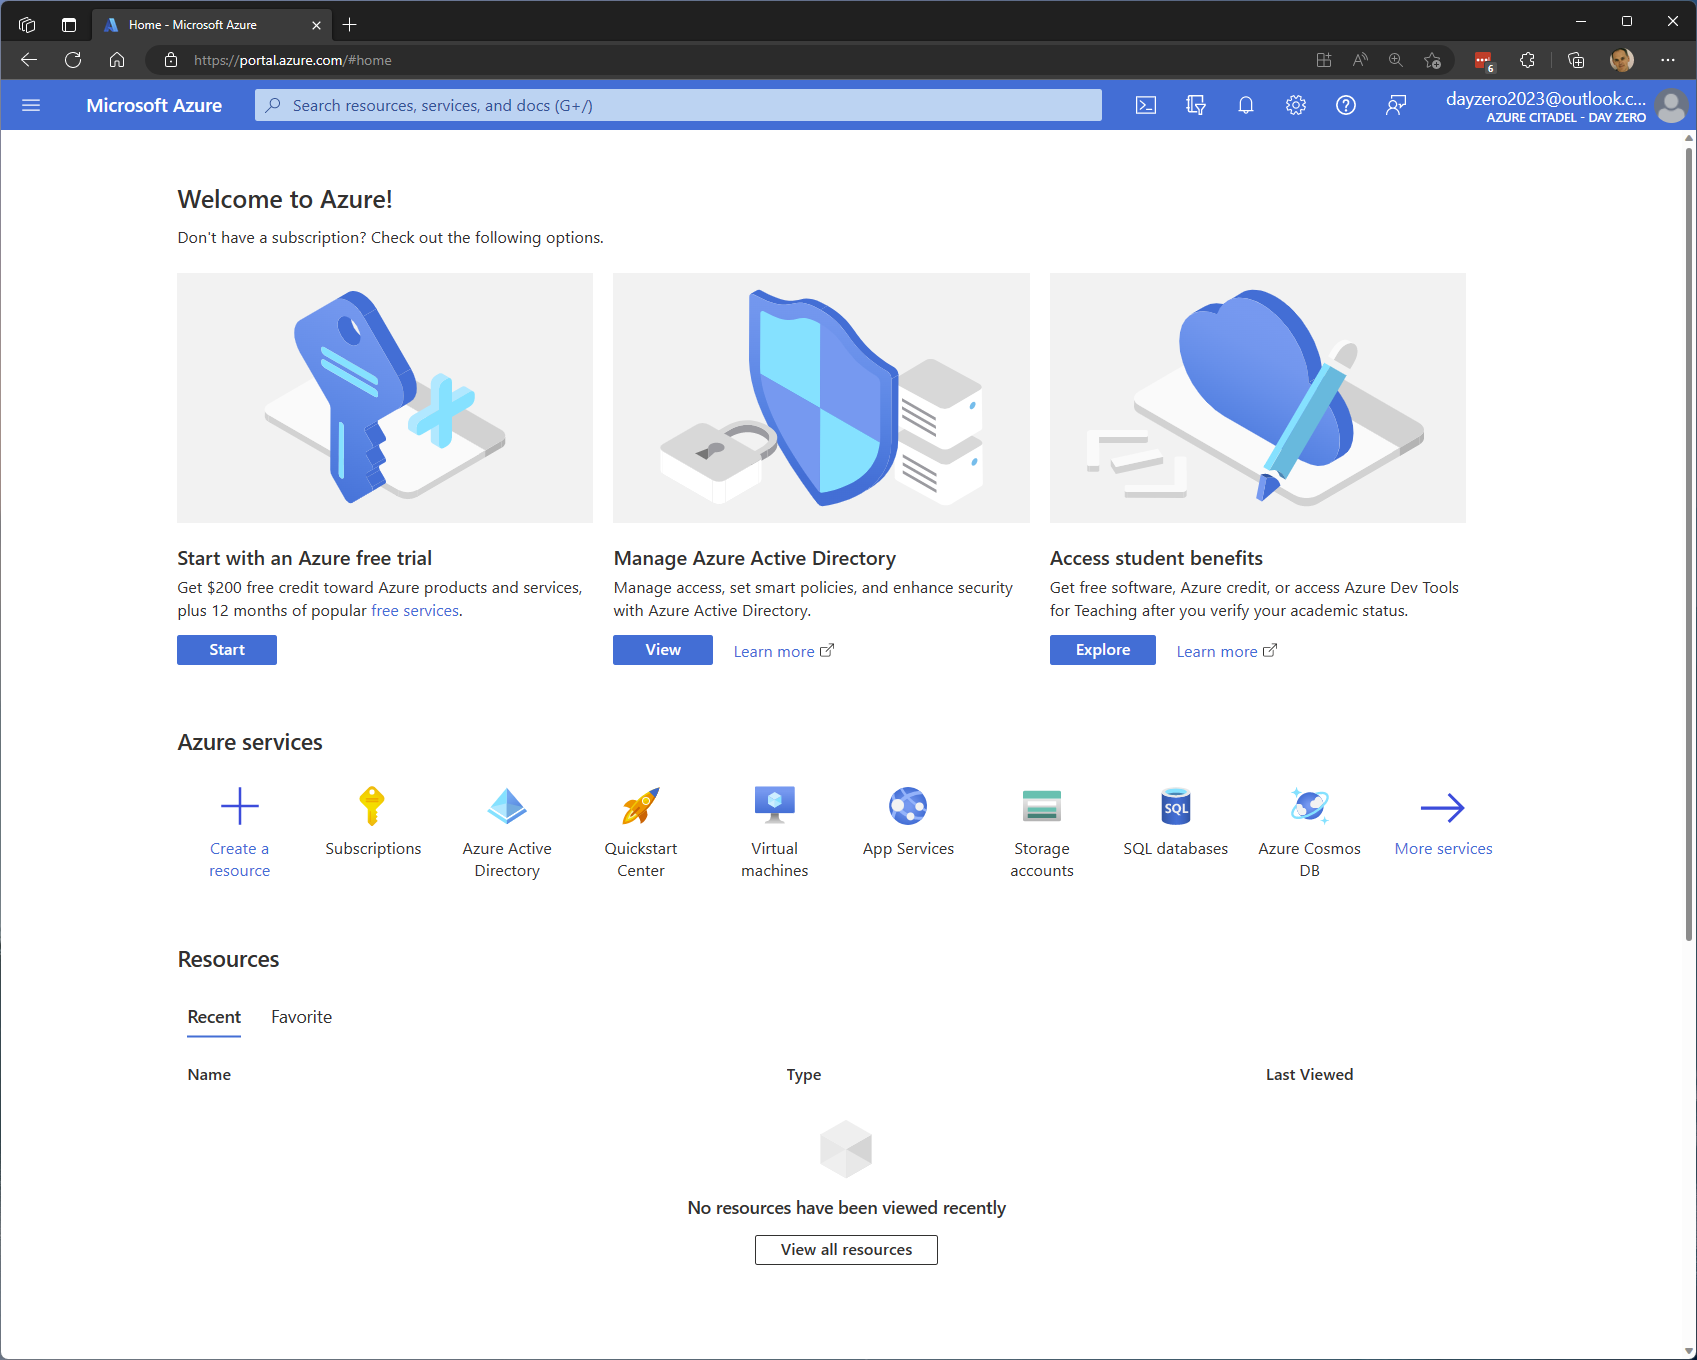 Home - Microsoft Azure
https://portal.azure.com/#home
6
Microsoft Azure
Search resources, services, and docs (G+/)
dayzero2023@outlook.c...
AZURE CITADEL - DAY ZERO
Welcome to Azure!
Don't have a subscription? Check out the following options.
Start with an Azure free trial
Get $200 free credit toward Azure products and services,
plus 12 months of popular free services.
Start
Manage Azure Active Directory
Manage access, set smart policies, and enhance security
with Azure Active Directory.
View
Learn more
Access student benefits
Get free software, Azure credit, or access Azure Dev Tools
for Teaching after you verify your academic status.
Explore
Learn more
Azure services
Create a
resource
Subscriptions
Azure Active
Directory
Quickstart
Center
Virtual
machines
App Services
Storage
accounts
SQL
SQL databases
Azure Cosmos
DB
More services
Resources
Recent
Favorite
Name
Type
Last Viewed
No resources have been viewed recently
View all resources